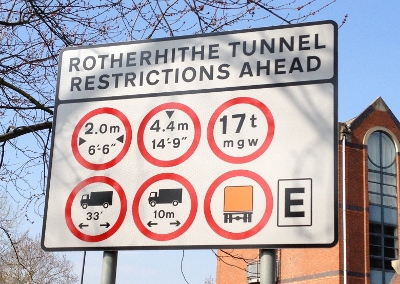 ROTHERHITHE TUNNEL
RESTRICTIONS AHEAD
2.0m
6'-6"
4.4m
14'-9"
17t
mgw
33'
10m
E